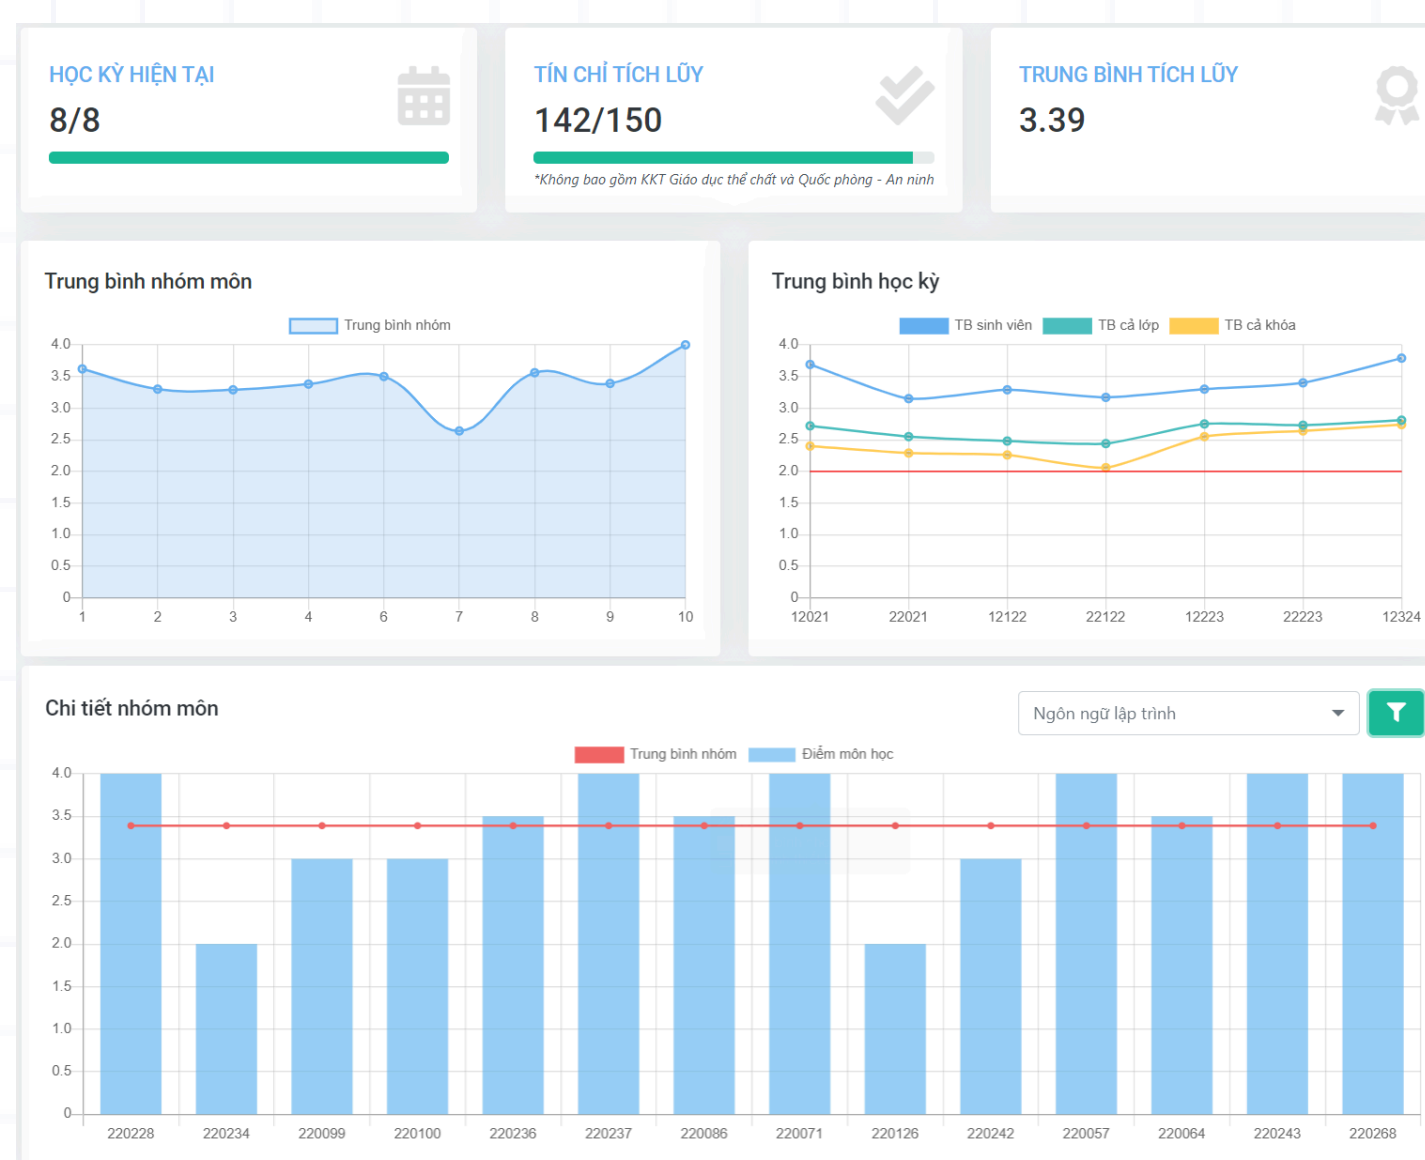 HỌC KỲ HIỆN TẠI
8/8
TÍN CHỈ TÍCH LŨY
142/150
*Không bao gồm KKT Giáo dục thể chất và Quốc phòng - An ninh
TRUNG BÌNH TÍCH LŨY
3.39
Trung bình nhóm môn
Trung bình nhóm
4.0
3.5
3.0
2.5
2.0
1.5
1.0
0.5
0
1 2 3 4 6 7 8 9 10
Trung bình học kỳ
TB sinh viên TB cả lớp TB cả khóa
4.0
3.5
3.0
2.5
2.0
1.5
1.0
0.5
0
12021 22021 12122 22122 12223 22223 12324
Chi tiết nhóm môn
Ngôn ngữ lập trình
Trung bình nhóm Điểm môn học
4.0
3.5
3.0
2.5
2.0
1.5
1.0
0.5
0
220228 220234 220099 220100 220236 220237 220086 220071 220126 220242 220057 220064 220243 220268